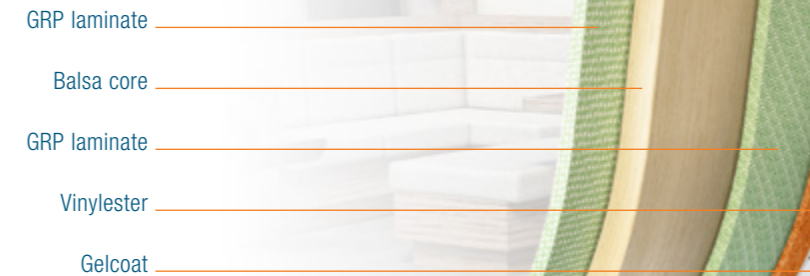 GRP laminate
Balsa core
GRP laminate
Vinylester
Gelcoat